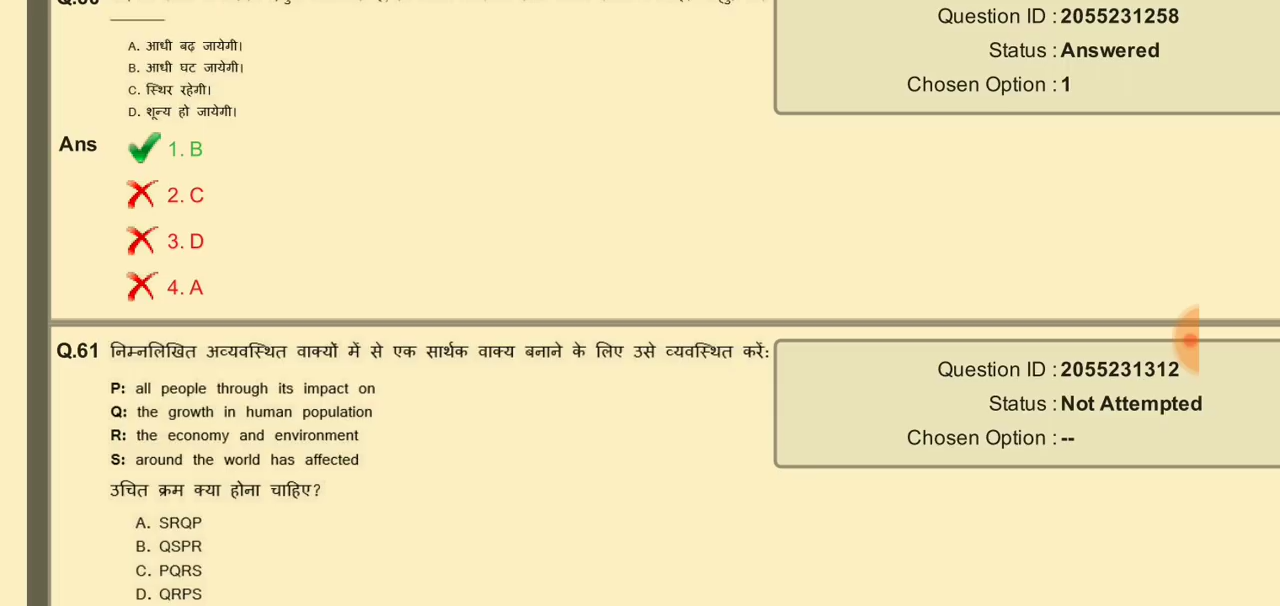 Question ID : 2055231258
A. आधी बढ़ जायेगी।
Status : Answered
B. आधी घट जायेगी।
C. स्थिर रहेगी।
Chosen Option : 1
D. शून्य हो जायेगी।
Ans
1. B
2. C
3. D
4. A
Q.61 निम्नलिखित अव्यवस्थित वाक्यों में से एक सार्थक वाक्य बनाने के लिए उसे व्यवस्थित करें:
P: all people through its impact on
Q: the growth in human population
R: the economy and environment
S: around the world has affected
उचित क्रम क्या होना चाहिए?
A. SRQP
B. QSPR
C. PQRS
D. QRPS
Question ID : 2055231312
Status : Not Attempted
Chosen Option : --